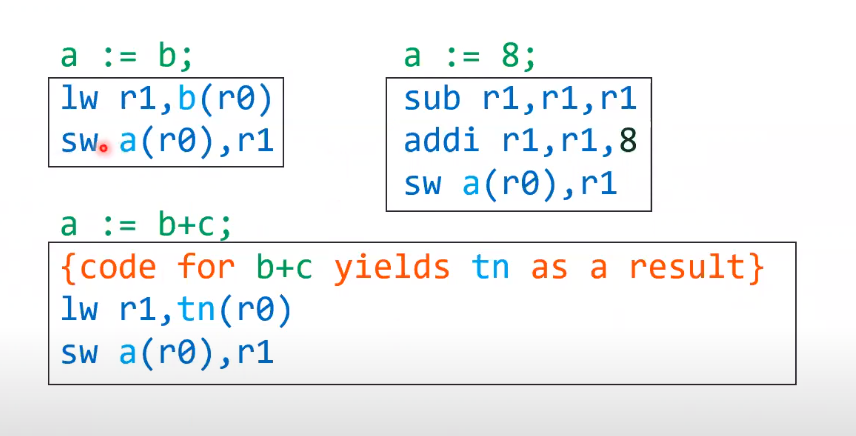 a := b;
lw r1,b(r0)
sw a(r0),r1
a := 8;
sub r1,r1,r1
addi r1,r1,8
sw a(r0),r1
a := b+c;
{code for b+c yields tn as a result}
lw r1,tn(r0)
sw a(r0),r1